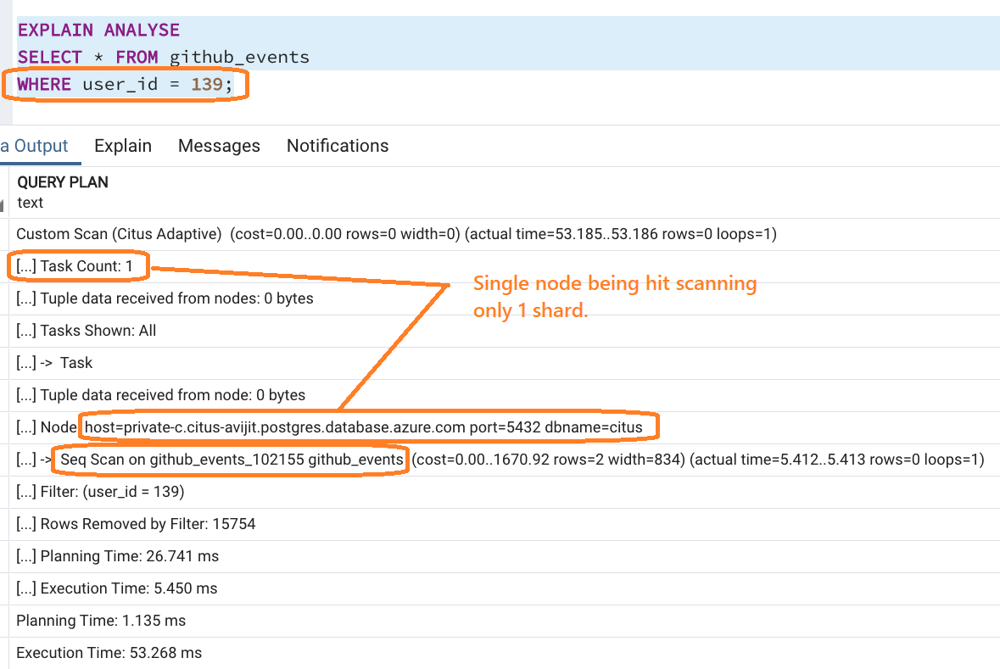 EXPLAIN ANALYSE
SELECT * FROM github_events
WHERE user_id = 139;
a Output Explain Messages Notifications
QUERY PLAN
text
Custom Scan (Citus Adaptive) (cost=0.00..0.00 rows=0 width=0) (actual time=53.185..53.186 rows=0 loops=1)
[...] Task Count: 1
Single node being hit scanning
only 1 shard.
[...] Tuple data received from nodes: 0 bytes
[...] Tasks Shown: All
[...] -> Task
[...] Tuple data received from node: 0 bytes
[...] Node host=private-c.citus-avijit.postgres.database.azure.com port=5432 dbname=citus
[...] -> Seq Scan on github_events_102155 github_events (cost=0.00..1670.92 rows=2 width=834) (actual time=5.412..5.413 rows=0 loops=1)
[...] Filter: (user_id = 139)
[...] Rows Removed by Filter: 15754
[...] Planning Time: 26.741 ms
[...] Execution Time: 5.450 ms
Planning Time: 1.135 ms
Execution Time: 53.268 ms